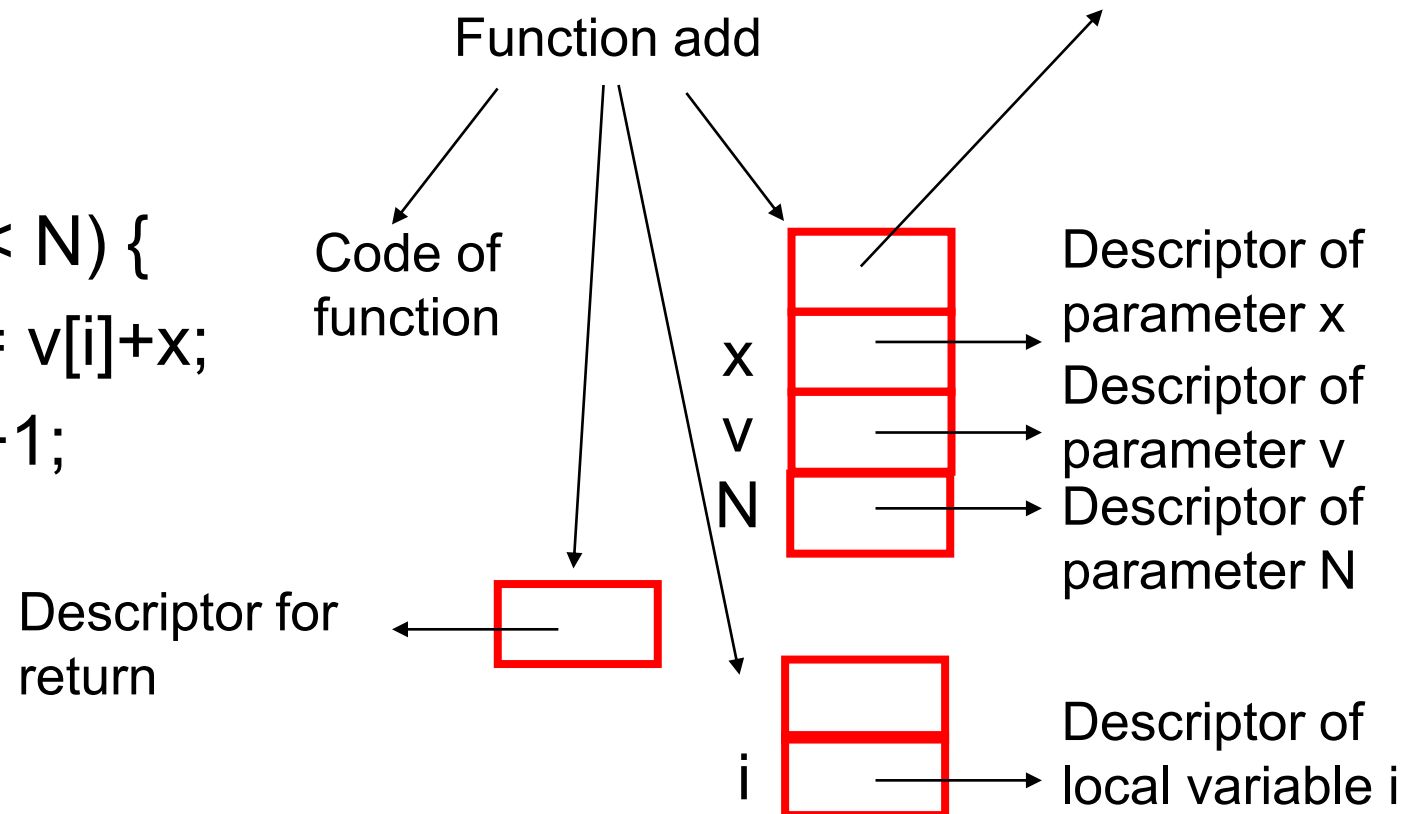 Function add
< N) {
= v[i]+x;
+1;
Code of
function
x
v
N
Descriptor of
parameter x
Descriptor of
parameter v
Descriptor of
parameter N
Descriptor for
return
i
Descriptor of
local variable i